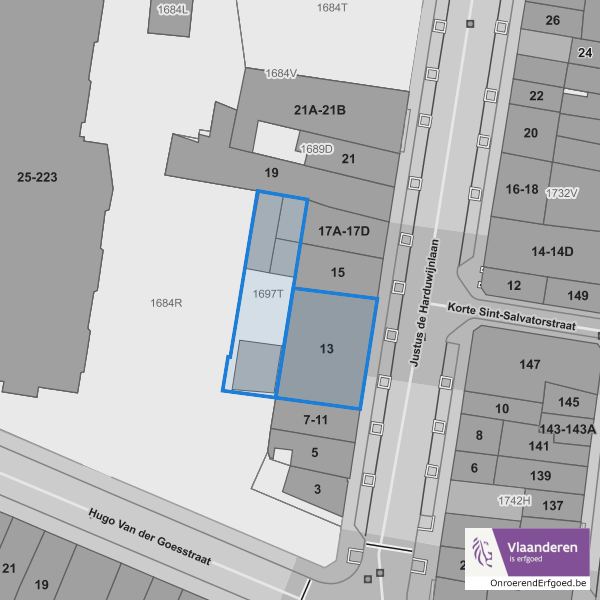 1684L
1684T
26
24
1684V
21A-21B
22
20
1689D
21
25-223
19
16-18
1732V
17A-17D
14-14D
15
12
149
1684R
1697T
Justus de Harduwijnlaan
Korte Sint-Salvatorstraat
13
147
145
10
7-11
143-143A
8
141
5
6
139
3
1742H
137
Hugo Van der Goesstraat
21
19
2
Vlaanderen
is erfgoed
OnroerendErfgoed.be